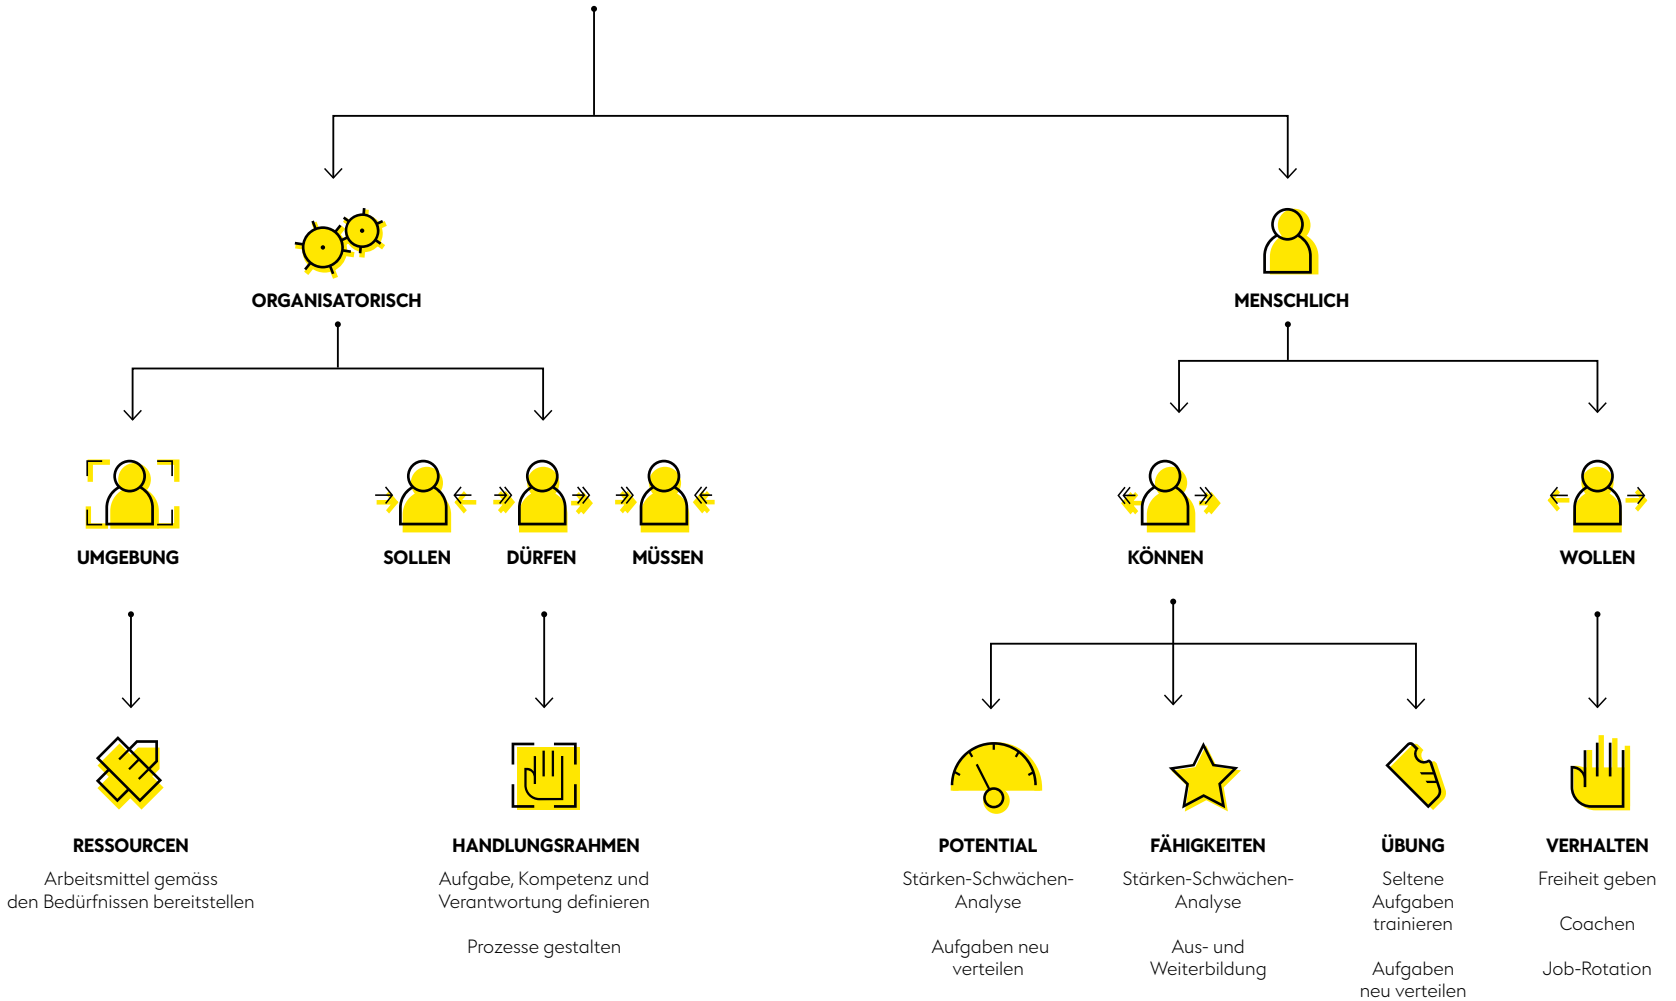 ORGANISATORISCH
MENSCHLICH
UMGEBUNG
SOLLEN
DÜRFEN
MÜSSEN
KÖNNEN
WOLLEN
RESSOURCEN
Arbeitsmittel gemäss
den Bedürfnissen bereitstellen
HANDLUNGSRAHMEN
Aufgabe, Kompetenz und
Verantwortung definieren
Prozesse gestalten
POTENTIAL
Stärken-Schwächen-
Analyse
Aufgaben neu
verteilen
FÄHIGKEITEN
Stärken-Schwächen-
Analyse
Aus- und
Weiterbildung
ÜBUNG
Seltene
Aufgaben
trainieren
Aufgaben
neu verteilen
VERHALTEN
Freiheit geben
Coachen
Job-Rotation